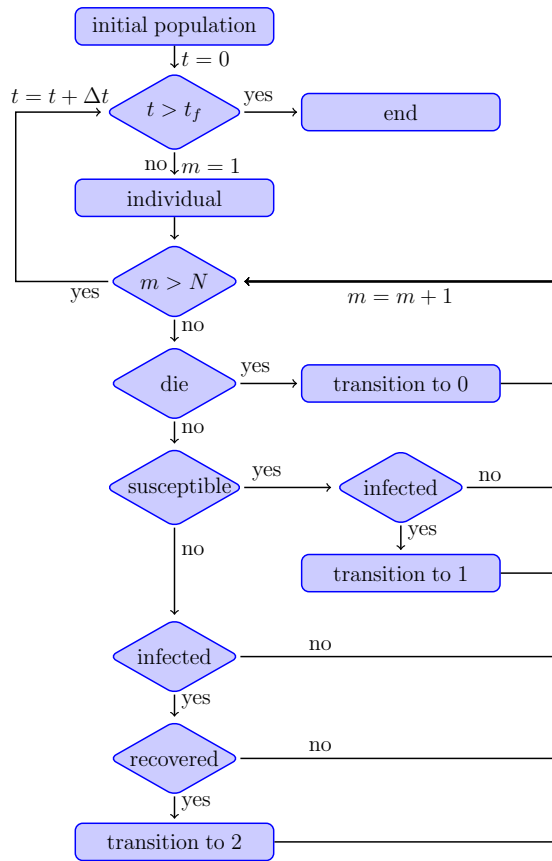 initial population
t = 0
t = t + Δt
t > t_f
yes
end
no
m = 1
individual
m > N
yes
m = m + 1
no
die
yes
transition to 0
no
susceptible
yes
infected
no
yes
no
transition to 1
infected
no
yes
recovered
no
yes
transition to 2